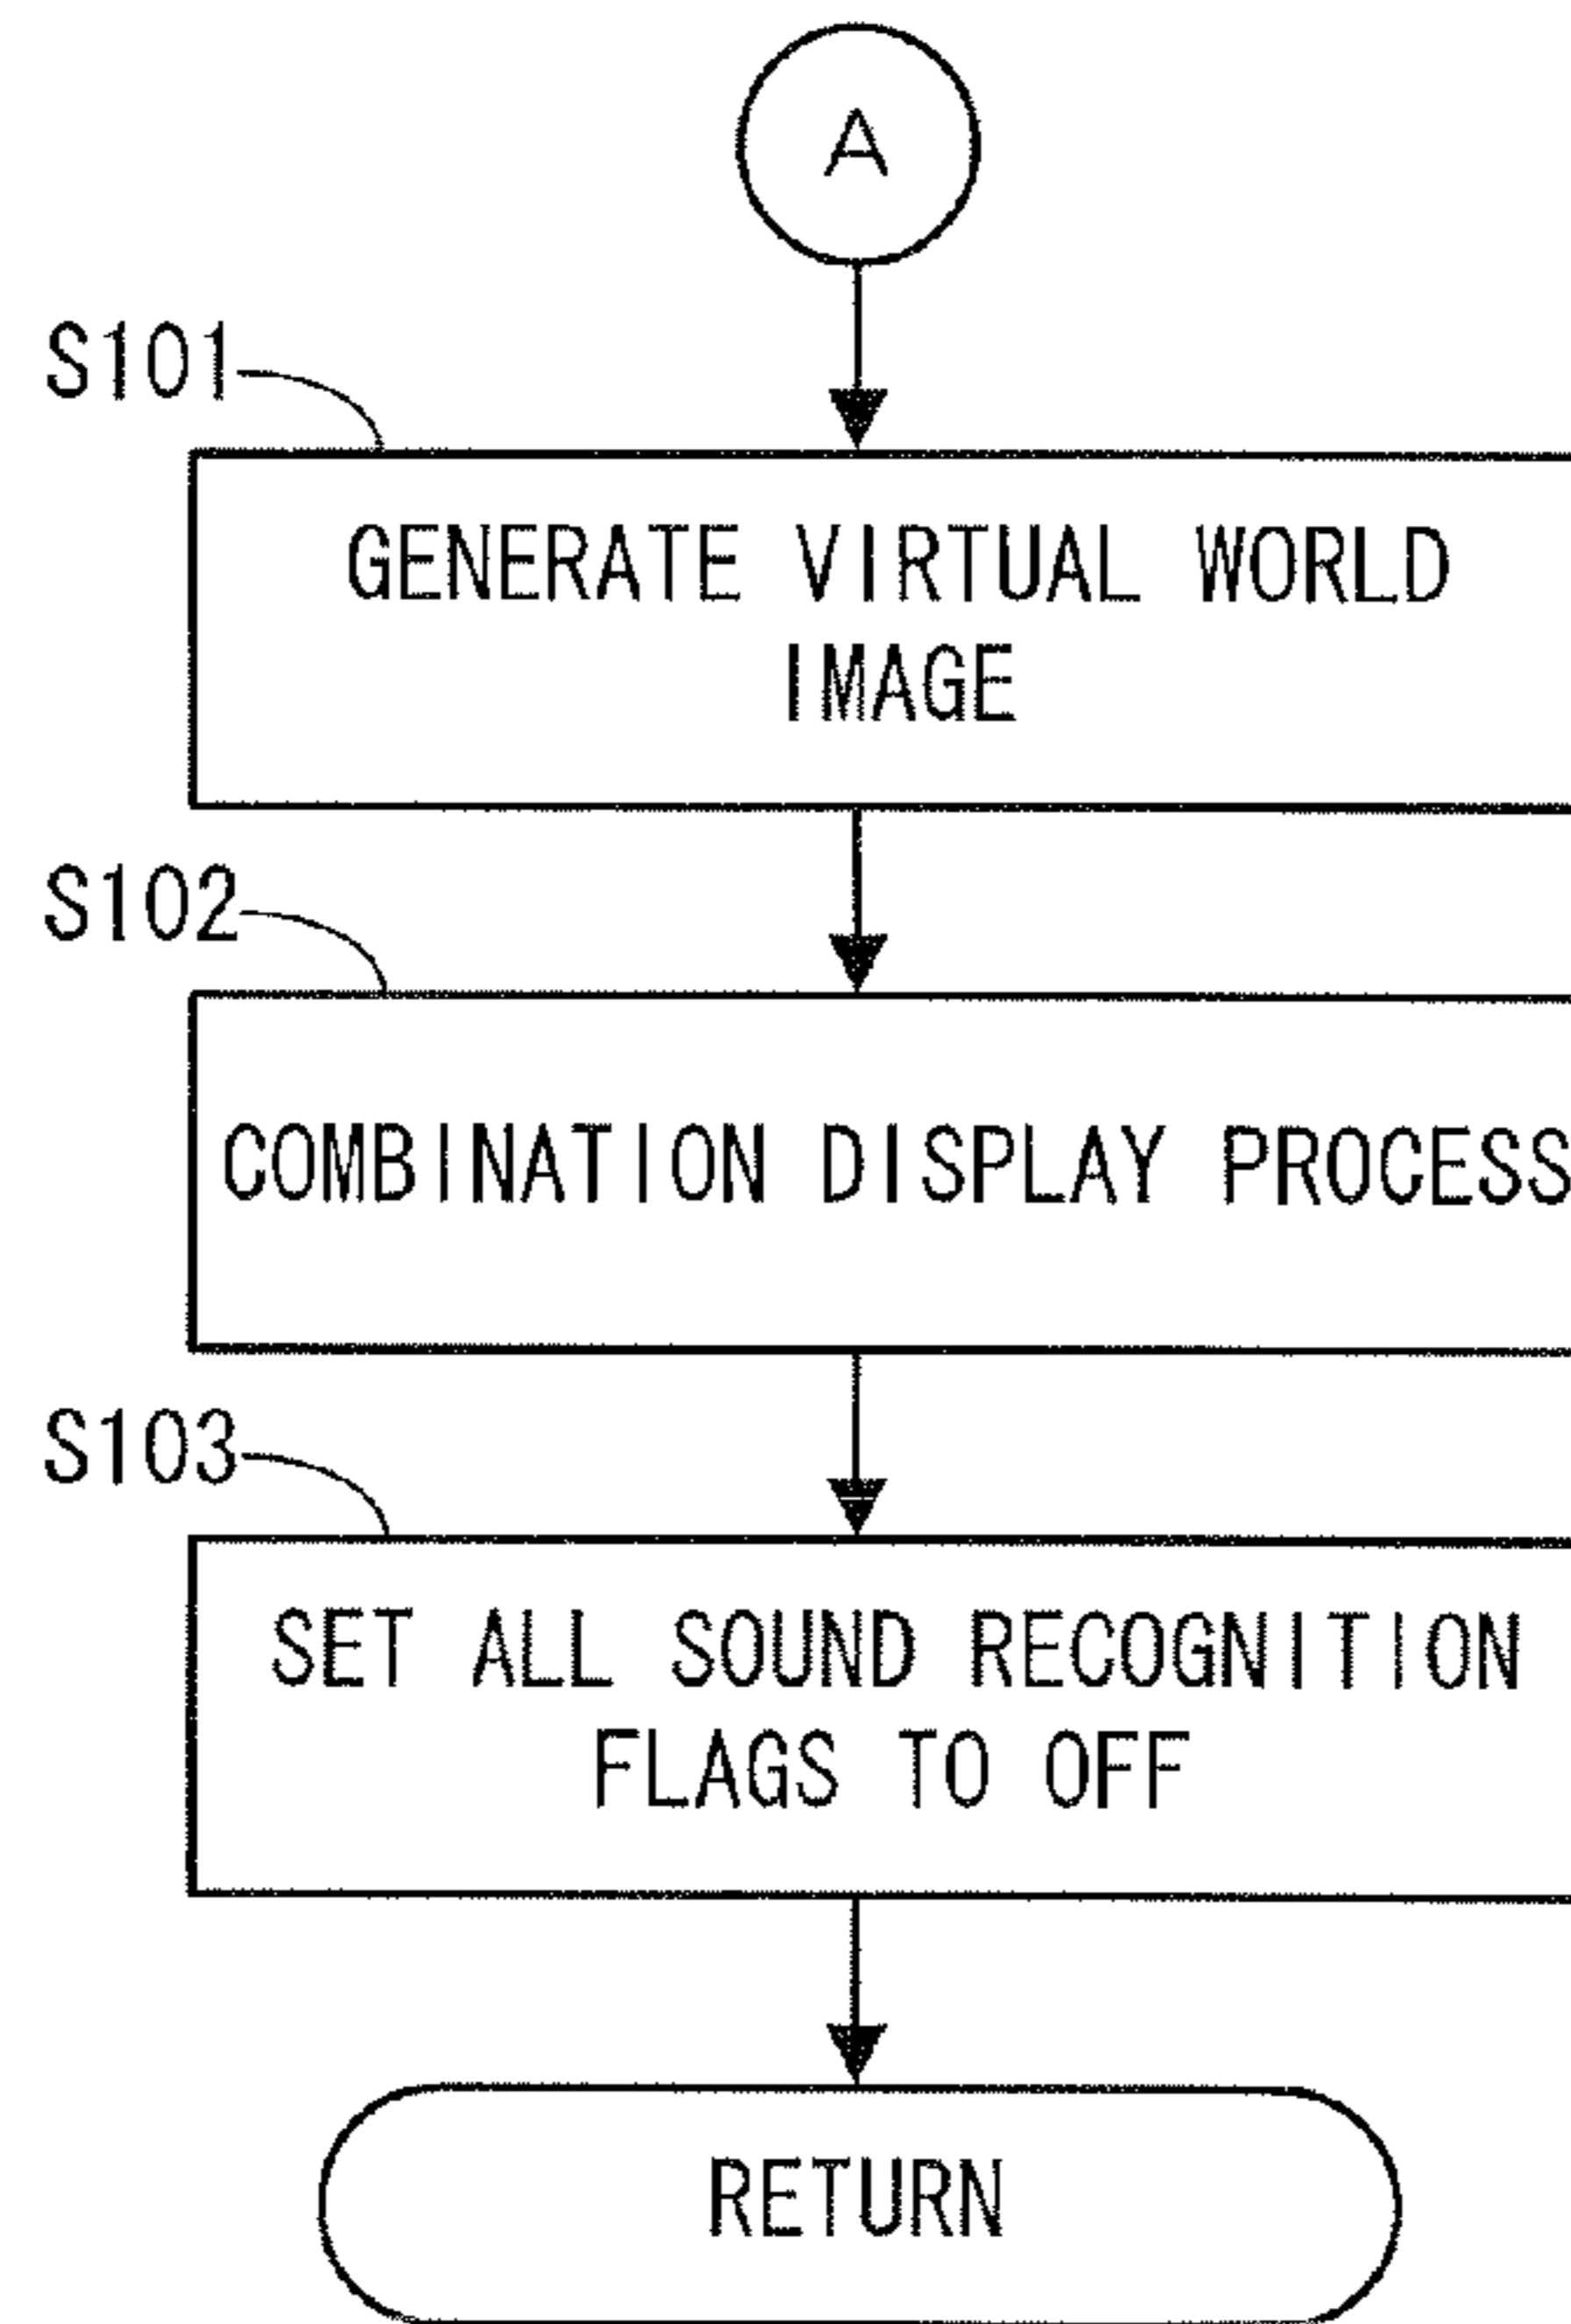 A
S101
GENERATE VIRTUAL WORLD
IMAGE
S102
COMBINATION DISPLAY PROCESS
S103
SET ALL SOUND RECOGNITION
FLAGS TO OFF
RETURN